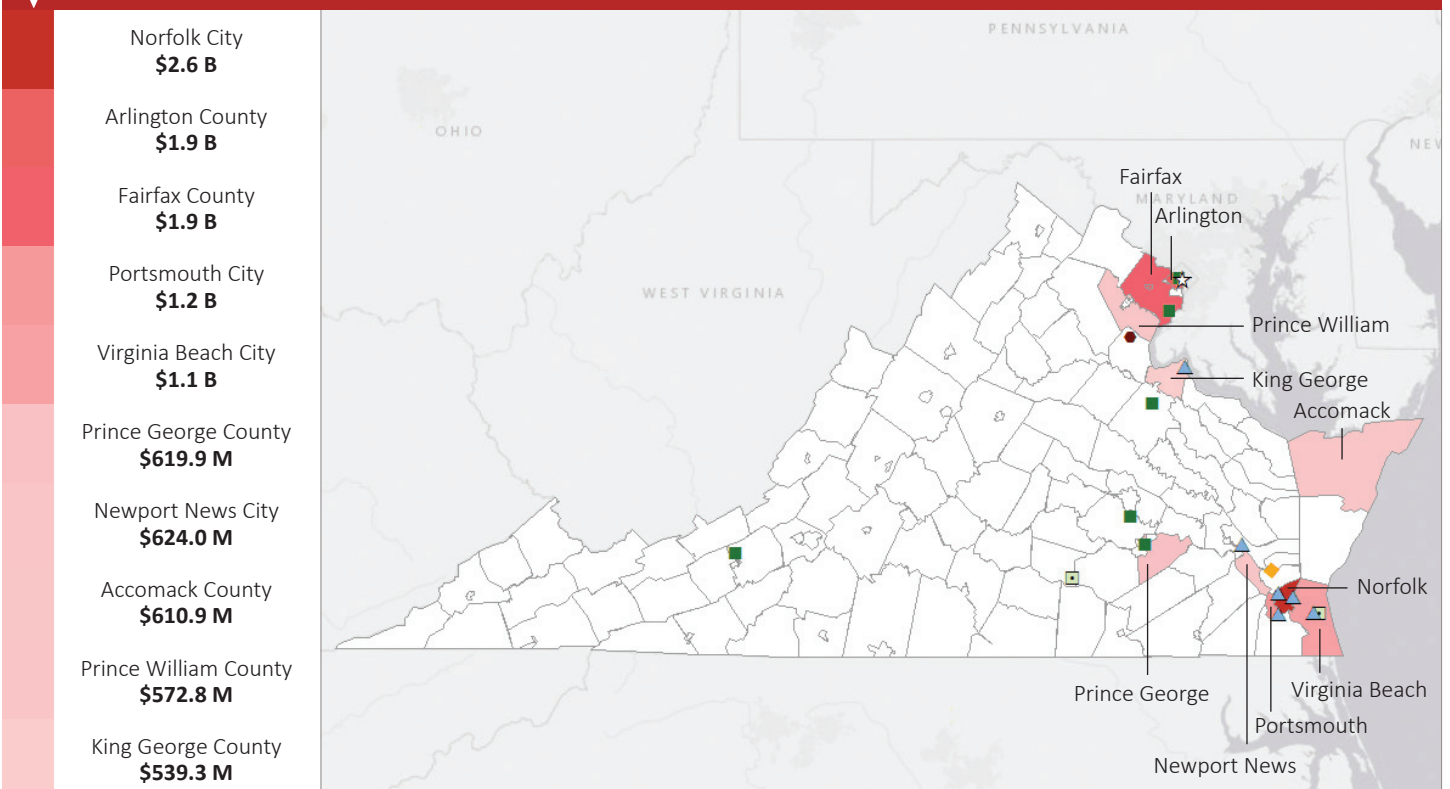 Norfolk City
$2.6 B
Arlington County
$1.9 B
Fairfax County
$1.9 B
Portsmouth City
$1.2 B
Virginia Beach City
$1.1 B
Prince George County
$619.9 M
Newport News City
$624.0 M
Accomack County
$610.9 M
Prince William County
$572.8 M
King George County
$539.3 M
PENNSYLVANIA
OHIO
NEW
Fairfax
MARYLAND
Arlington
WEST VIRGINIA
Prince William
King George
Accomack
Norfolk
Prince George
Virginia Beach
Portsmouth
Newport News